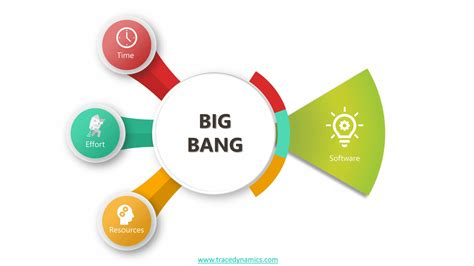 Time
Effort
Resources
BIG
BANG
Software
www.tracedynamics.com